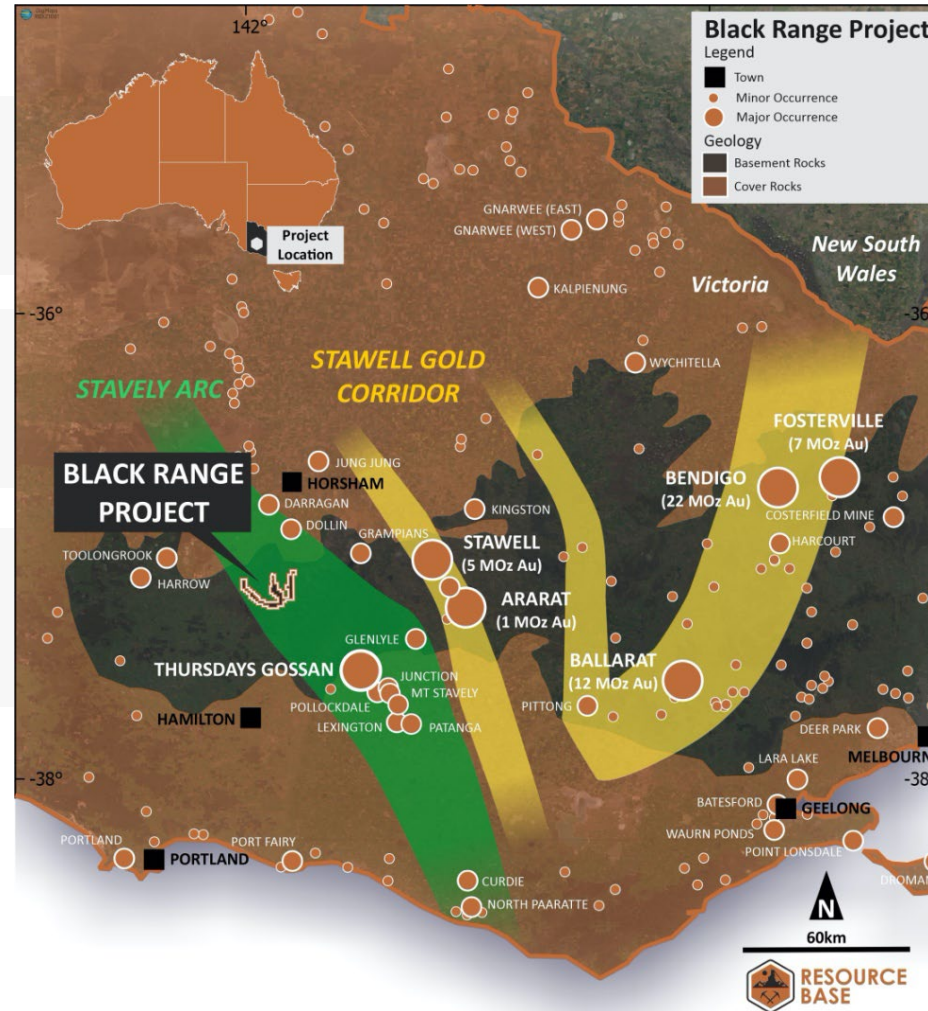 142°
Black Range Project
Legend
Town
Minor Occurrence
Major Occurrence
Geology
Basement Rocks
Cover Rocks
Project
Location
GNARWEE (EAST)
GNARWEE (WEST)
New South
Wales
KALPIENUNG
Victoria
-36°
-36°
STAWELL GOLD
CORRIDOR
WYCHITELLA
STAVELY ARC
FOSTERVILLE
(7 MOz Au)
JUNG JUNG
HORSHAM
BLACK RANGE
PROJECT
BENDIGO
(22 MOz Au)
DARRAGAN
KINGSTON
COSTERFIELD MINE
DOLLIN
GRAMPIANS
HARCOURT
STAWELL
(5 MOz Au)
TOOLONGROOK
HARROW
ARARAT
(1 MOz Au)
GLENLYLE
THURSDAYS GOSSAN
BALLARAT
(12 MOz Au)
JUNCTION
MT STAVELY
POLLOCKDALE
PITTONG
HAMILTON
LEXINGTON
PATANGA
DEER PARK
MELBOURN
LARA LAKE
-38°
-38
BATESFORD
GEELONG
WAURN PONDS
PORTLAND
PORT FAIRY
POINT LONSDALE
PORTLAND
CURDIE
DROMAN
NORTH PAARATTE
N
60km
RESOURCE
BASE